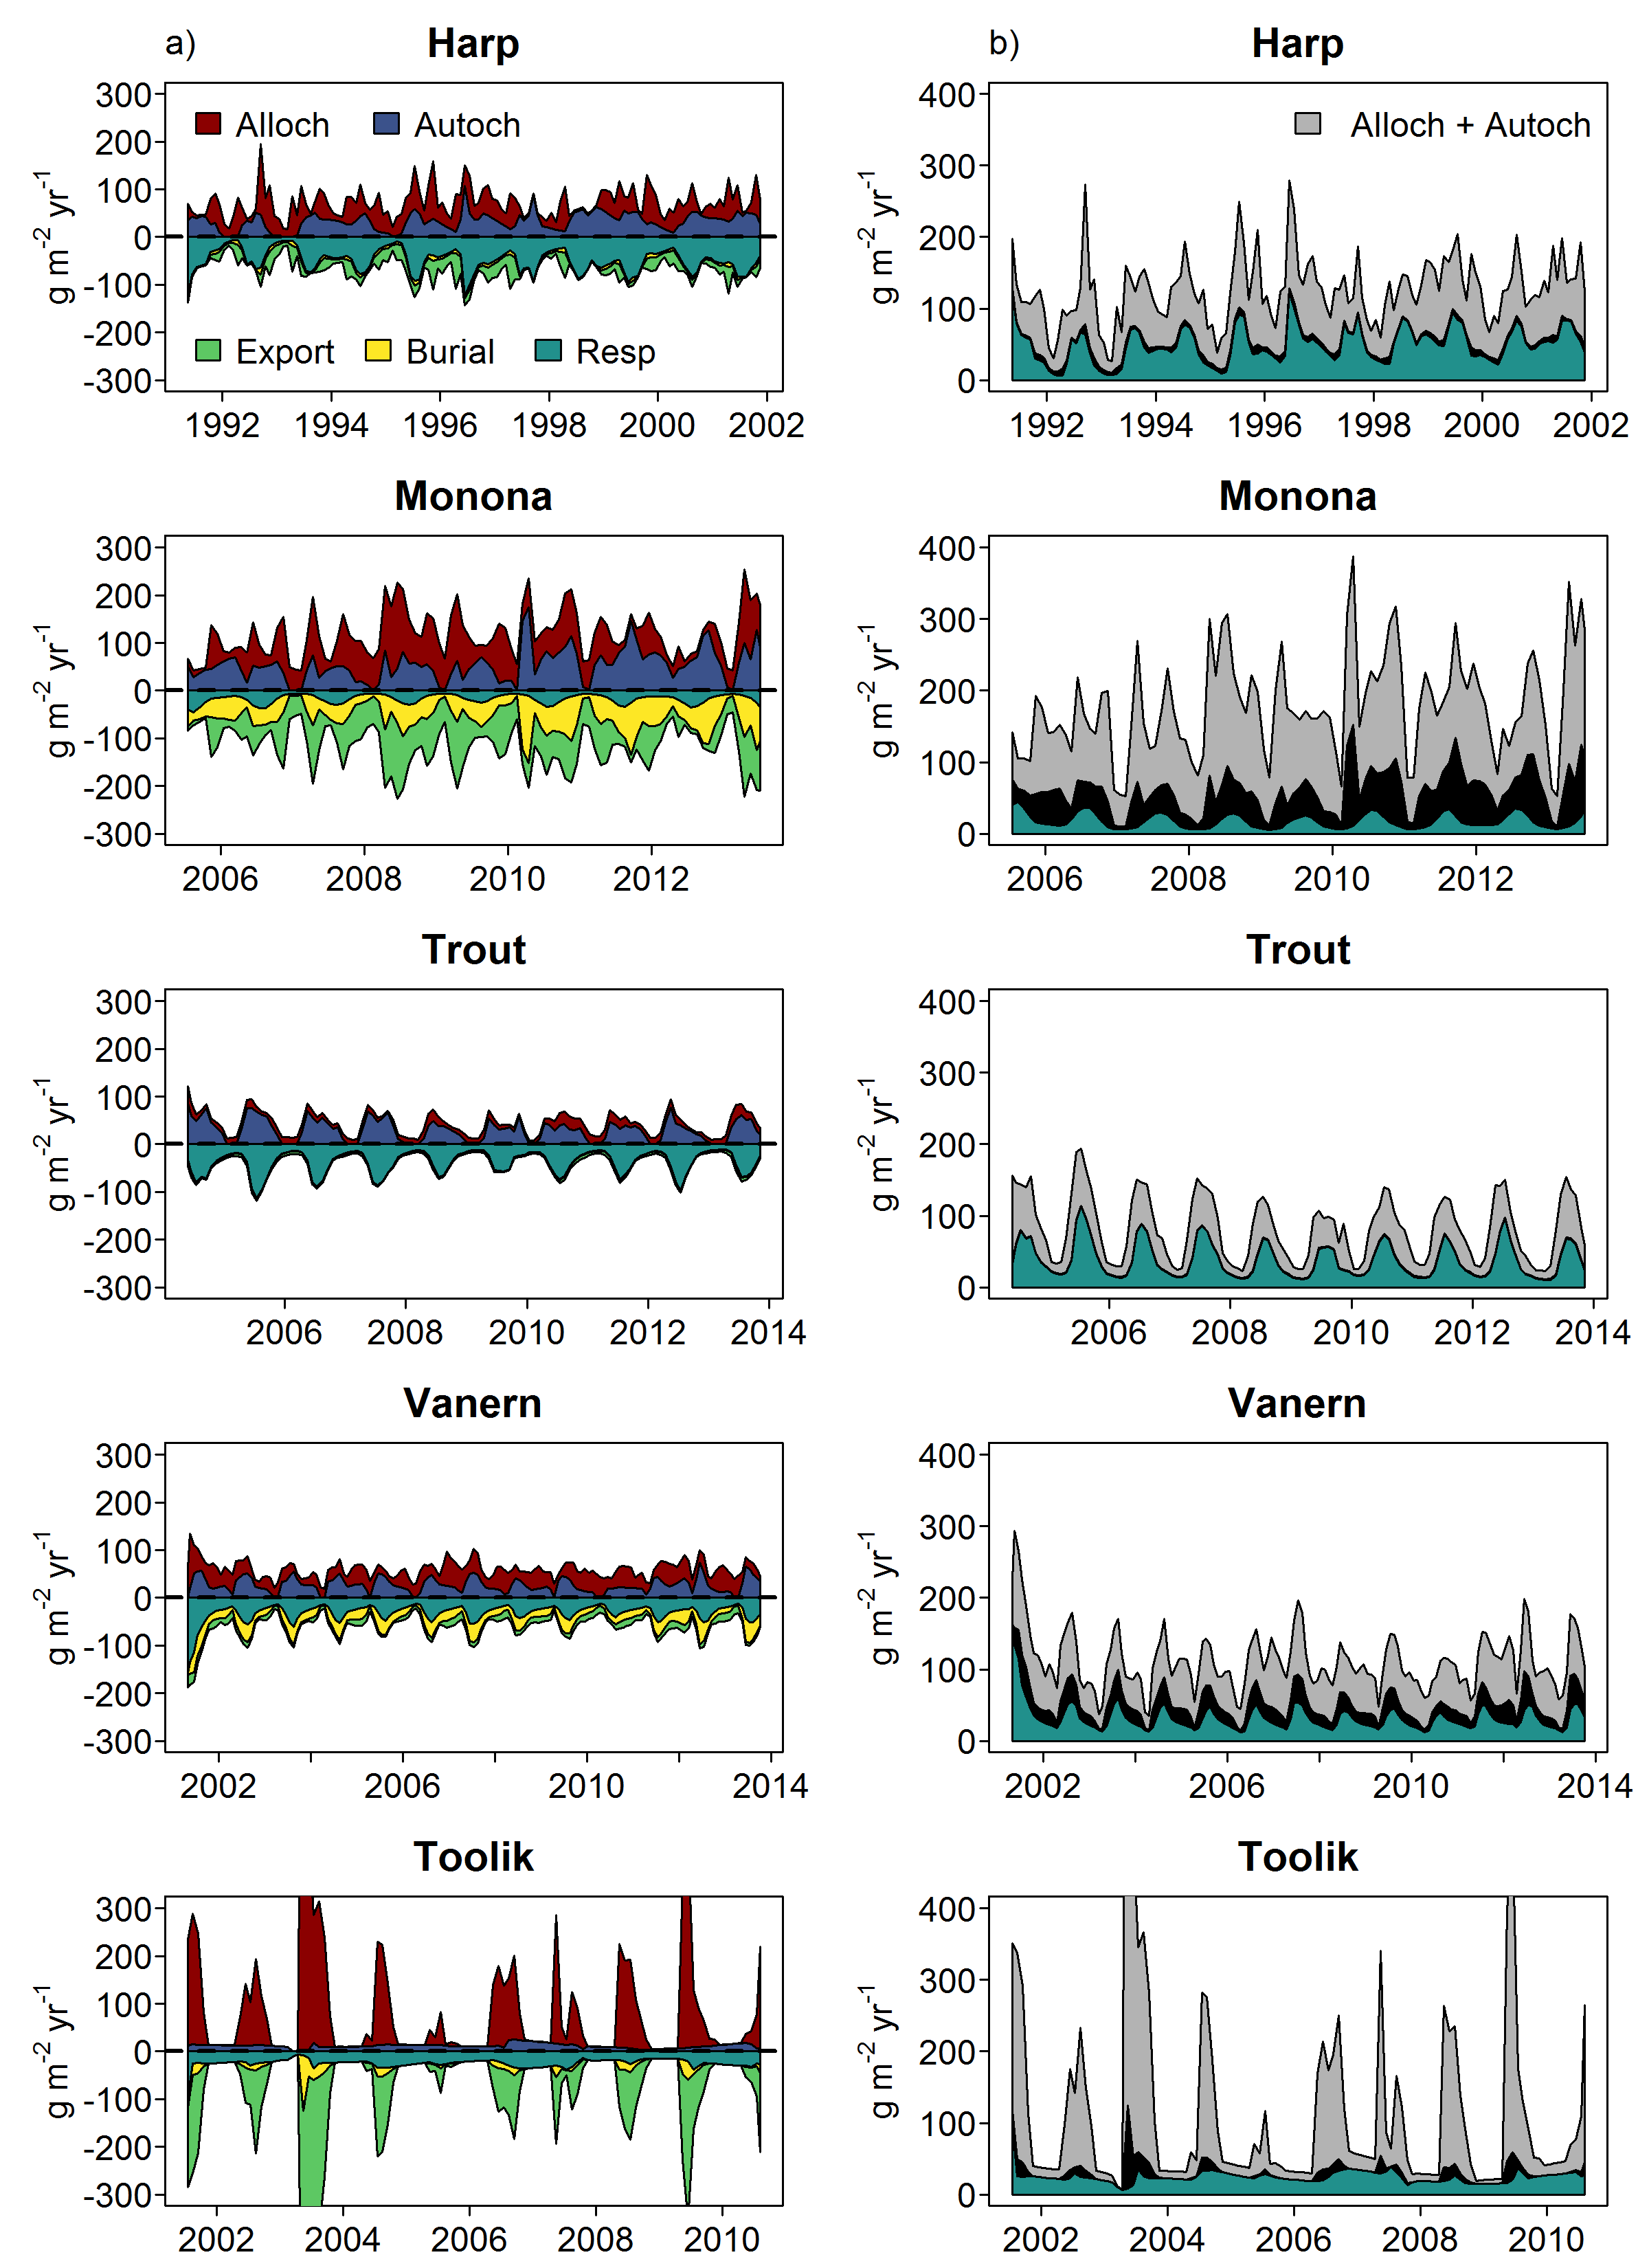 a) Harp
300
200
100
0
-100
-200
-300
g m-2 yr-1
Alloch Autoch
Export Burial Resp
1992 1994 1996 1998 2000 2002
b) Harp
400
300
200
100
0
g m-2 yr-1
Alloch + Autoch
1992 1994 1996 1998 2000 2002
Monona
300
200
100
0
-100
-200
-300
g m-2 yr-1
2006 2008 2010 2012
Monona
400
300
200
100
0
g m-2 yr-1
2006 2008 2010 2012
Trout
300
200
100
0
-100
-200
-300
g m-2 yr-1
2006 2008 2010 2012 2014
Trout
400
300
200
100
0
g m-2 yr-1
2006 2008 2010 2012 2014
Vanern
300
200
100
0
-100
-200
-300
g m-2 yr-1
2002 2006 2010 2014
Vanern
400
300
200
100
0
g m-2 yr-1
2002 2006 2010 2014
Toolik
300
200
100
0
-100
-200
-300
g m-2 yr-1
2002 2004 2006 2008 2010
Toolik
400
300
200
100
0
g m-2 yr-1
2002 2004 2006 2008 2010